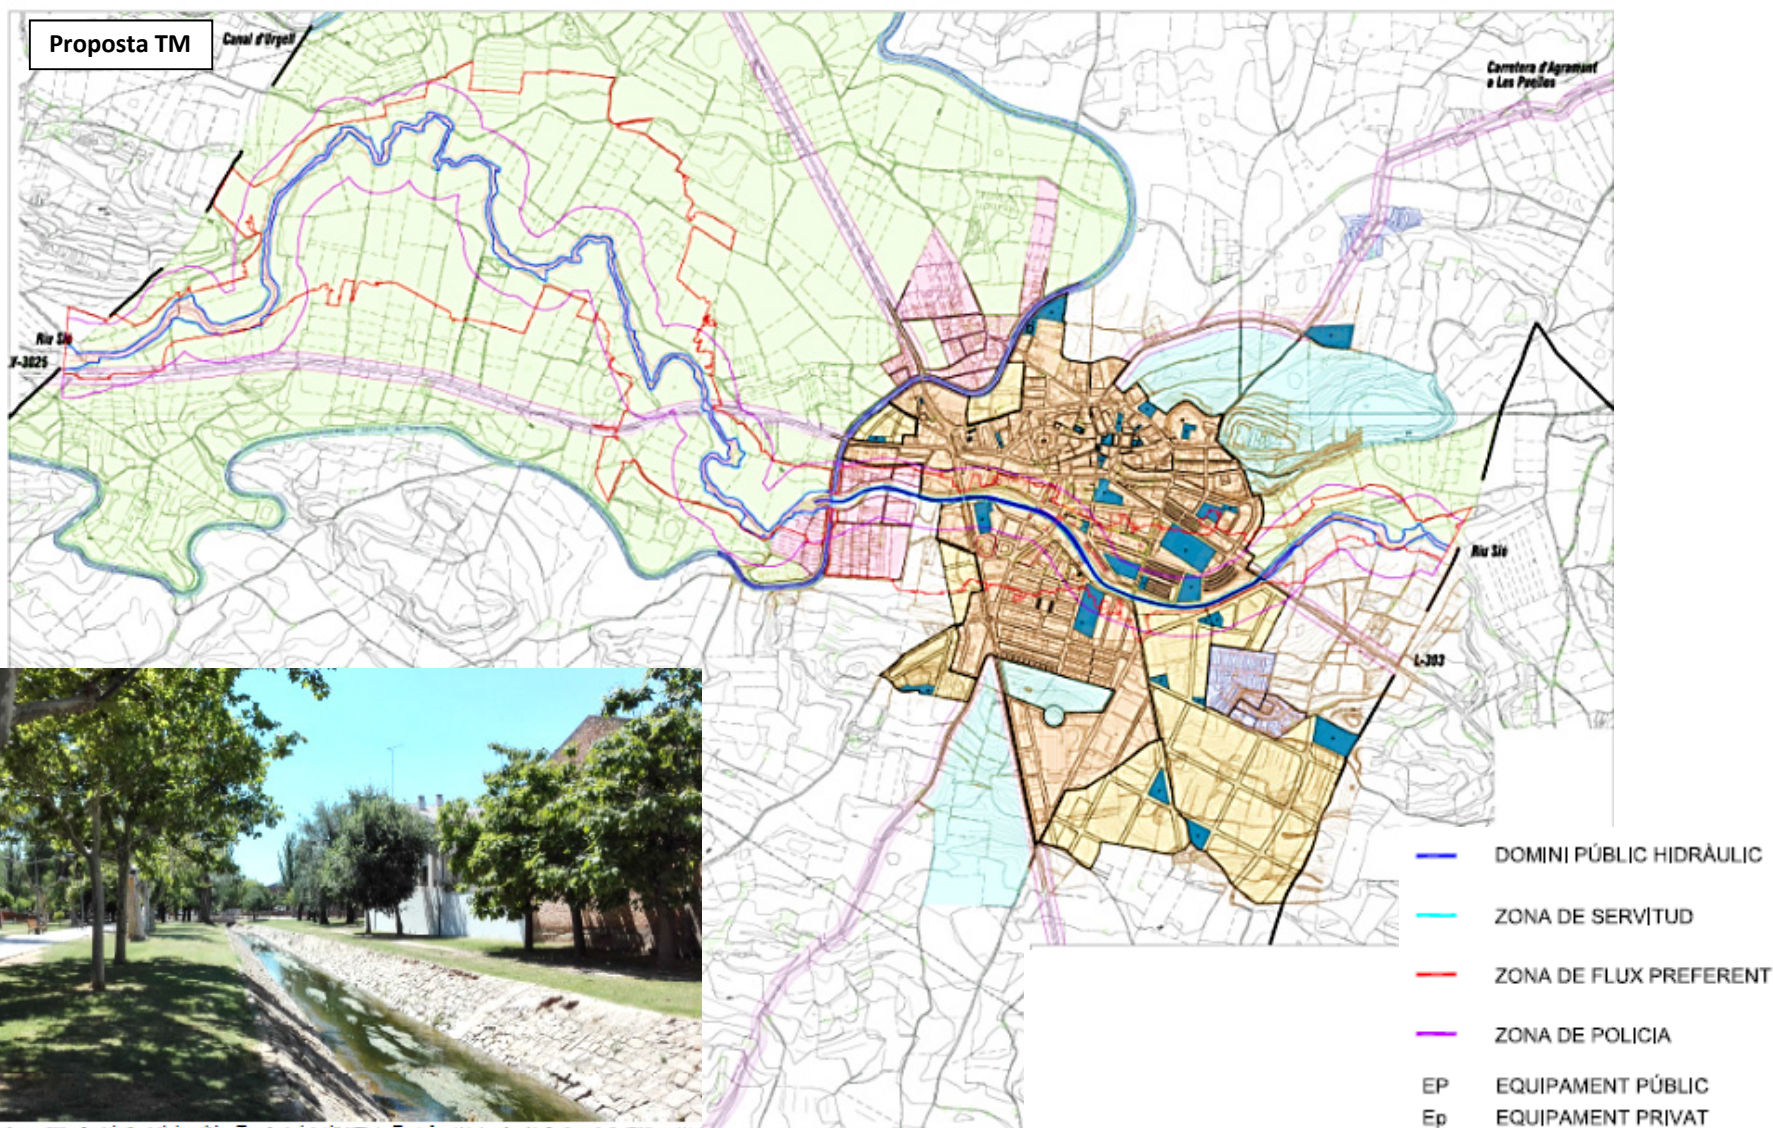 Proposta TM
Canal d'Urgell
Carretera d'Agramunt
a Les Puelles
Riu Sió
V-3025
Riu Sió
L-303
DOMINI PÚBLIC HIDRÀULIC
ZONA DE SERVITUD
ZONA DE FLUX PREFERENT
ZONA DE POLICIA
EP EQUIPAMENT PÚBLIC
Ep EQUIPAMENT PRIVAT